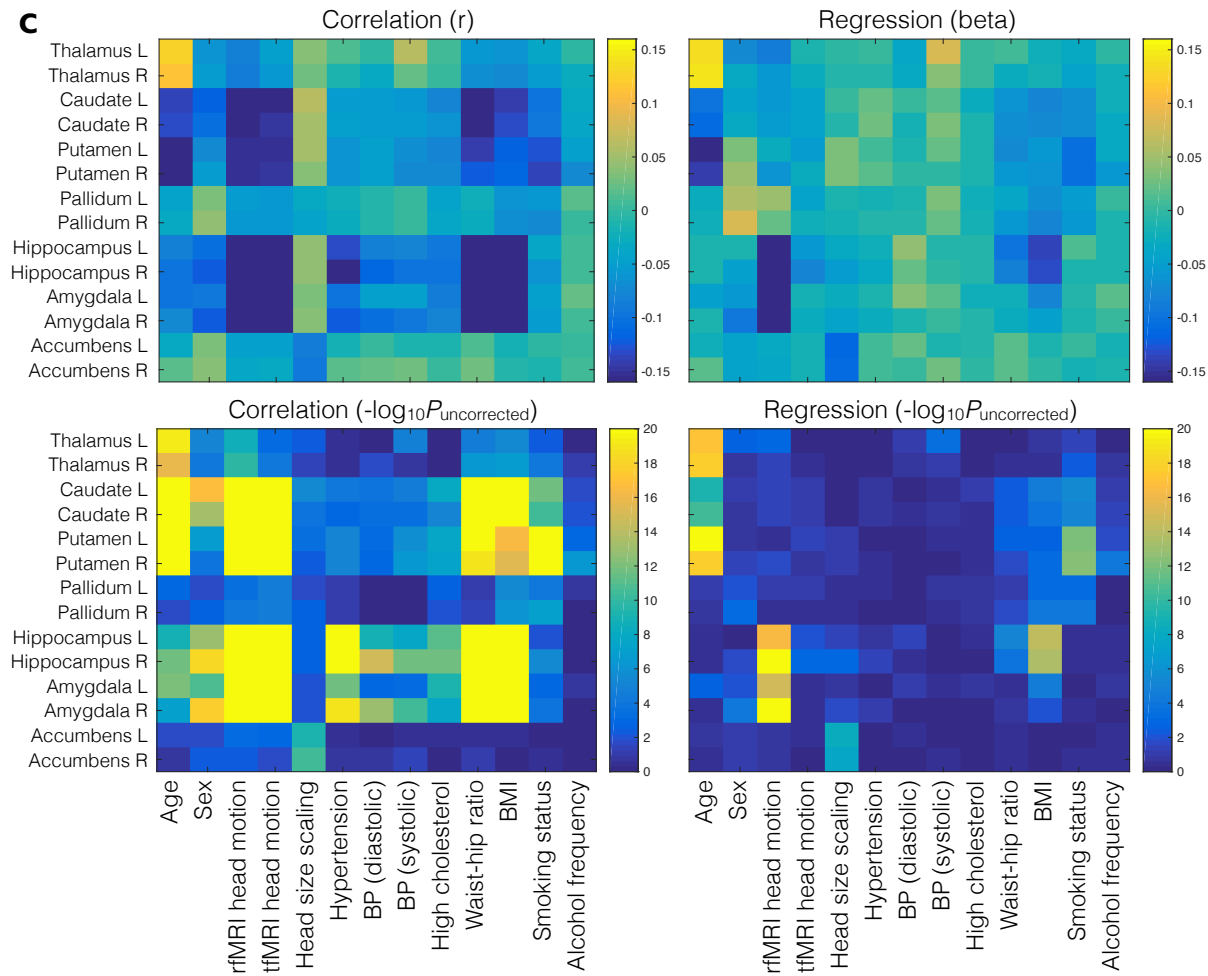 c
Correlation (r)
Regression (beta)
Thalamus L
Thalamus R
Caudate L
Caudate R
Putamen L
Putamen R
Pallidum L
Pallidum R
Hippocampus L
Hippocampus R
Amygdala L
Amygdala R
Accumbens L
Accumbens R
0.15
0.1
0.05
0
-0.05
-0.1
-0.15
0.15
0.1
0.05
0
-0.05
-0.1
-0.15
Correlation (-log10Puncorrected)
Regression (-log10Puncorrected)
Thalamus L
Thalamus R
Caudate L
Caudate R
Putamen L
Putamen R
Pallidum L
Pallidum R
Hippocampus L
Hippocampus R
Amygdala L
Amygdala R
Accumbens L
Accumbens R
20
18
16
14
12
10
8
6
4
2
0
20
18
16
14
12
10
8
6
4
2
0
Age
Sex
rfMRI head motion
tfMRI head motion
Head size scaling
Hypertension
BP (diastolic)
BP (systolic)
High cholesterol
Waist-hip ratio
BMI
Smoking status
Alcohol frequency
Age
Sex
rfMRI head motion
tfMRI head motion
Head size scaling
Hypertension
BP (diastolic)
BP (systolic)
High cholesterol
Waist-hip ratio
BMI
Smoking status
Alcohol frequency